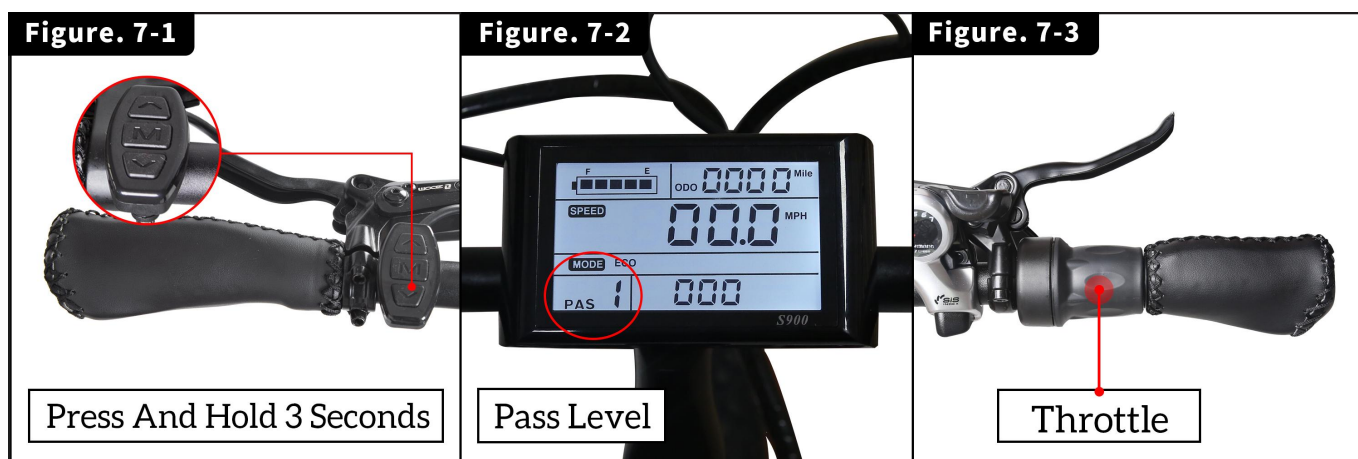 Figure. 7-1
M
M
Press And Hold 3 Seconds
Figure. 7-2
F E
ODO 0000 Mile
SPEED
00.0 MPH
MODE ECO
PAS 1 000
S900
Pass Level
Figure. 7-3
SIS
Throttle